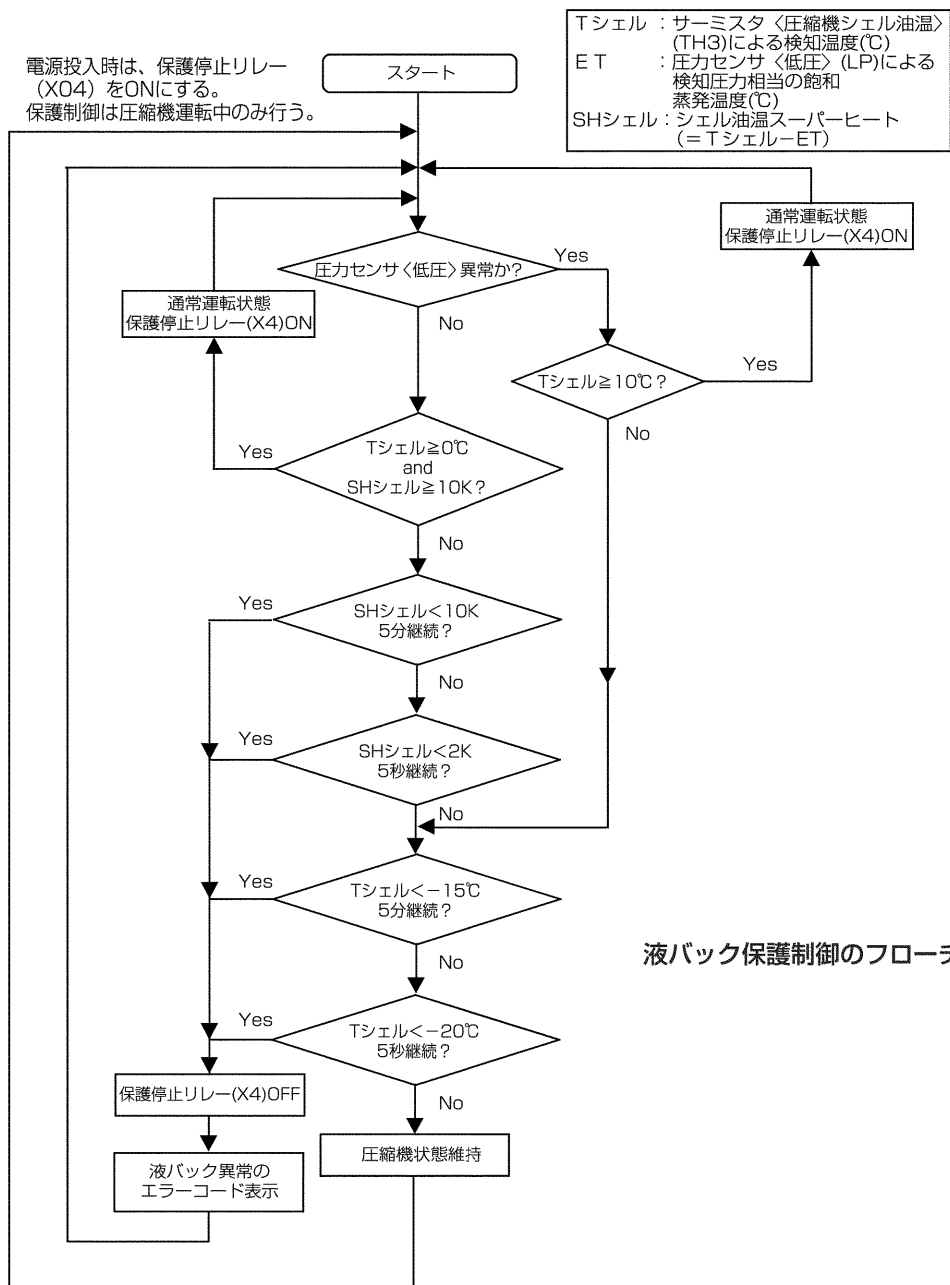 電源投入時は、保護停止リレー
（X04）をONにする。
保護制御は圧縮機運転中のみ行う。
スタート
Tシェル ：サーミスタ〈圧縮機シェル油温〉
(TH3)による検知温度(℃)
ET ：圧力センサ〈低圧〉(LP)による
検知圧力相当の飽和
蒸発温度(℃)
SHシェル：シェル油温スーパーヒート
（＝Tシェル－ET）
通常運転状態
保護停止リレー(X4)ON
圧力センサ〈低圧〉異常か？
Yes
No
通常運転状態
保護停止リレー(X4)ON
Tシェル≧10℃？
Yes
No
Tシェル≧0℃
and
SHシェル≧10K？
Yes
No
SHシェル＜10K
5分継続？
Yes
No
SHシェル＜2K
5秒継続？
Yes
No
Tシェル＜－15℃
5分継続？
Yes
No
液バック保護制御のフローチ
Tシェル＜－20℃
5秒継続？
Yes
No
保護停止リレー(X4)OFF
圧縮機状態維持
液バック異常の
エラーコード表示